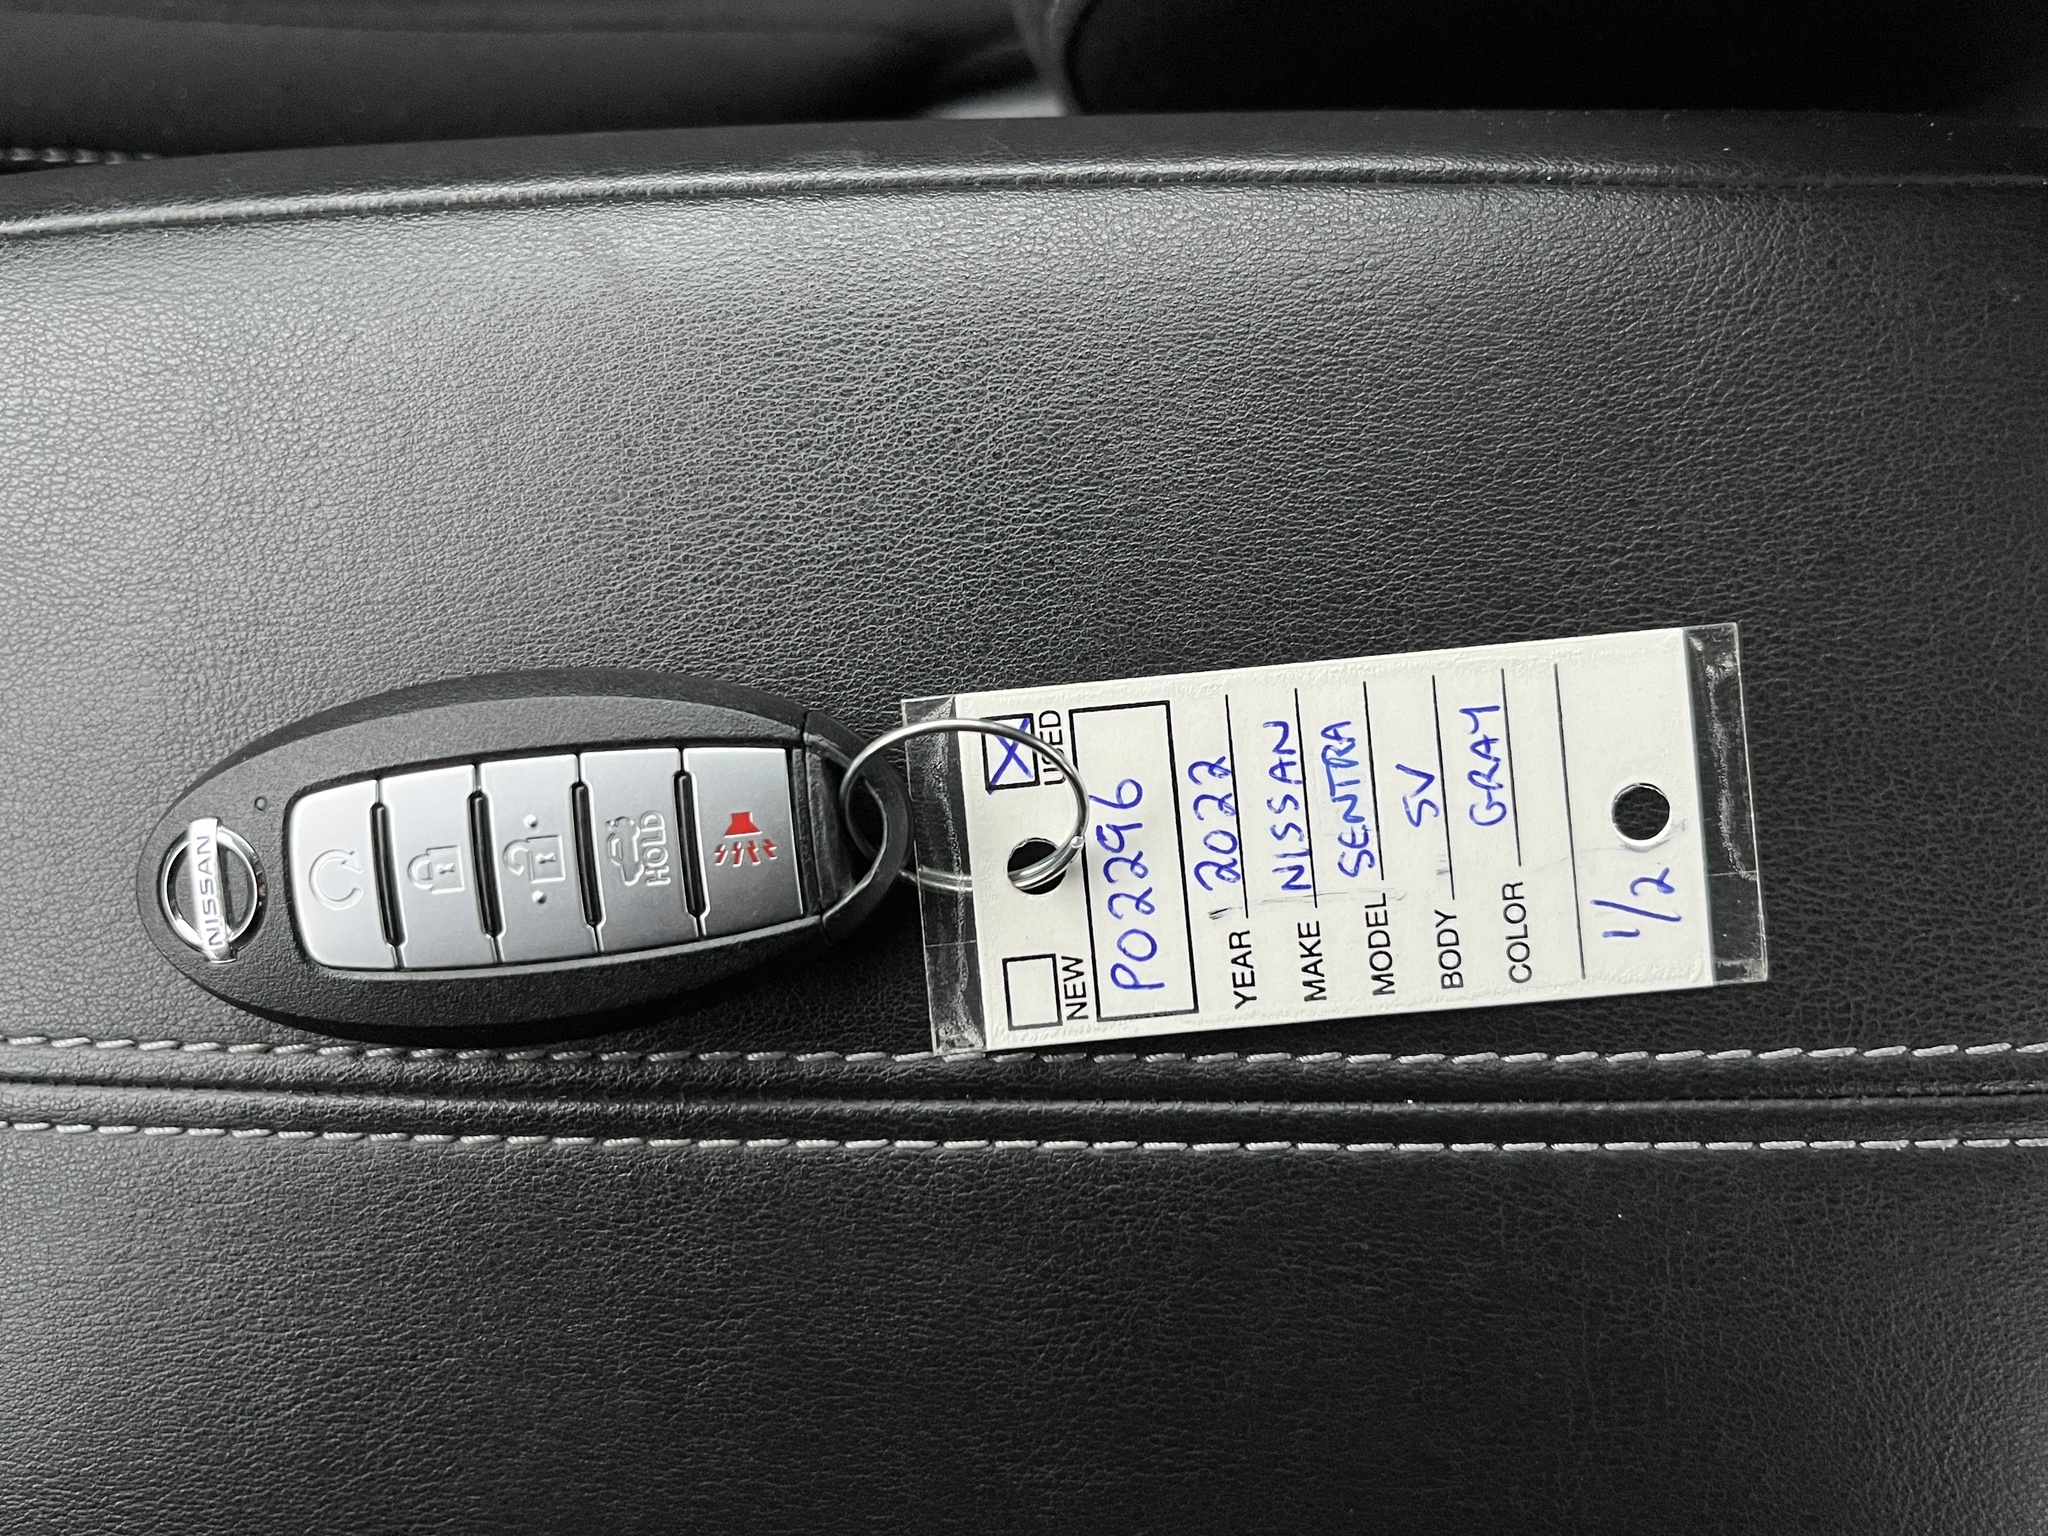 NISSAN
HOLD
NEW X USED
P02296
YEAR 2022
MAKE NISSAN
MODEL SENTRA
BODY SV
COLOR GRAY
1/2